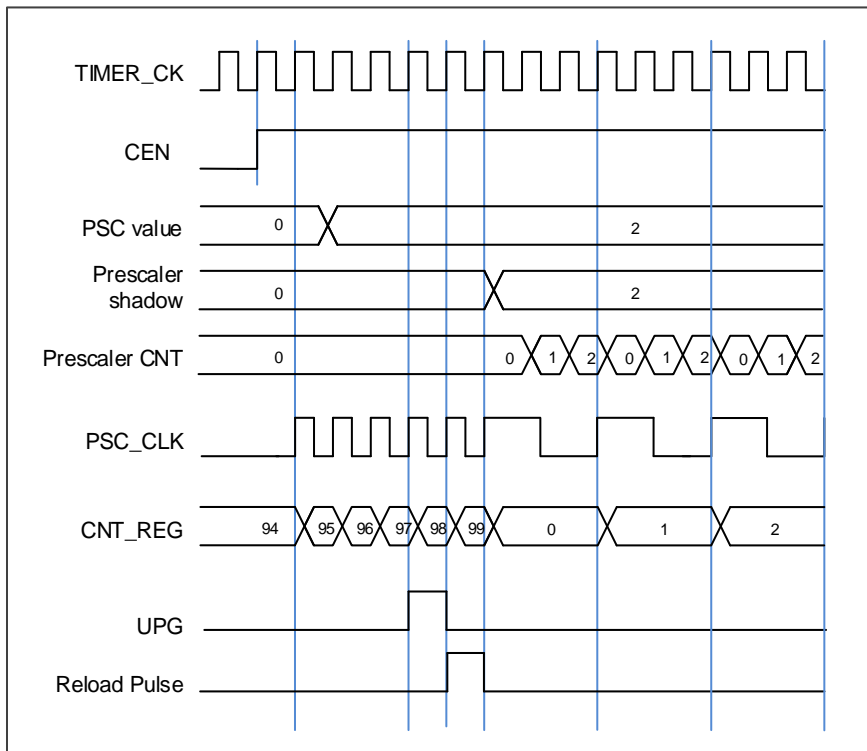 TIMER_CK
CEN
PSC value 0 2
Prescaler
shadow 0 2
Prescaler CNT 0 0 1 2 0 1 2 0 1 2
PSC_CLK
CNT_REG 94 95 96 97 98 99 0 1 2
UPG
Reload Pulse